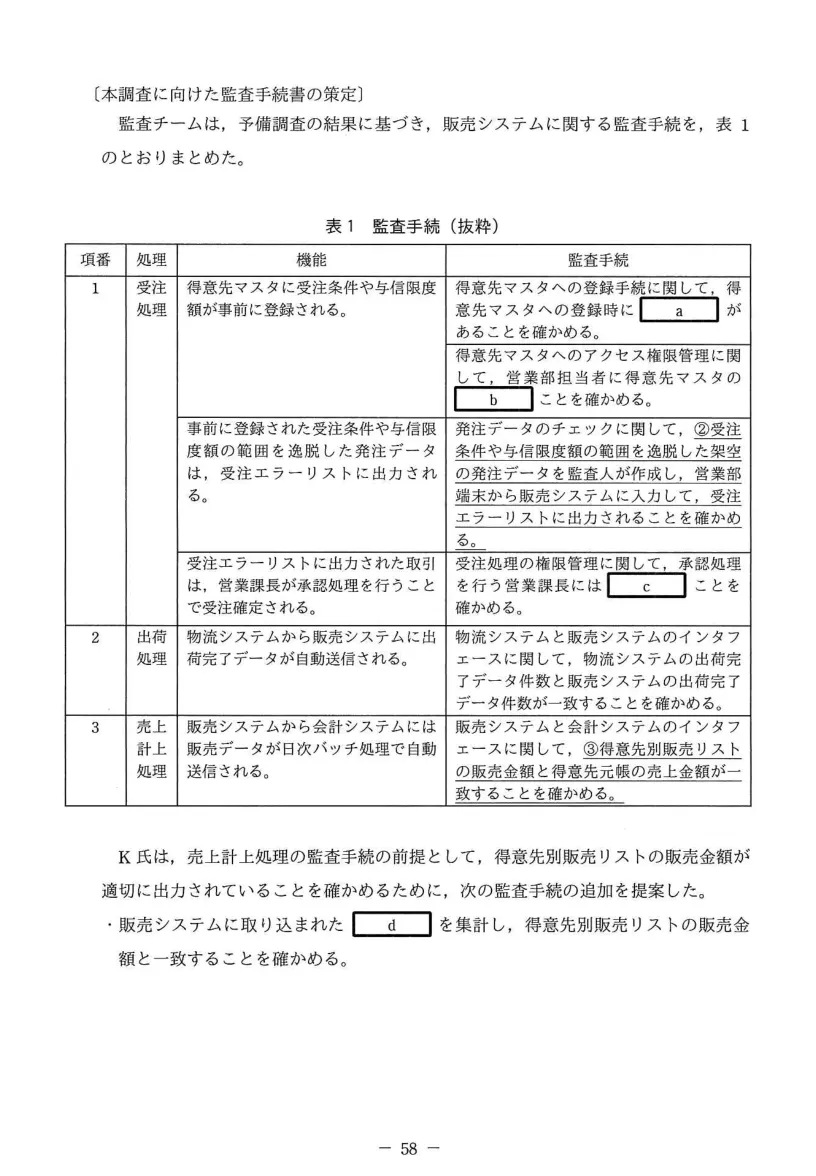 〔本調査に向けた監査手続書の策定〕
監査チームは，予備調査の結果に基づき，販売システムに関する監査手続を，表 1
のとおりまとめた。
表 1　監査手続（抜粋）
項番　処理　機能　監査手続
1　受注
処理
得意先マスタに受注条件や与信限度
額が事前に登録される。
得意先マスタへの登録手続に関して，得
意先マスタへの登録時に　a　が
あることを確かめる。
得意先マスタへのアクセス権限管理に関
して，営業部担当者に得意先マスタの
b　ことを確かめる。
事前に登録された受注条件や与信限
度額の範囲を逸脱した発注データ
は，受注エラーリストに出力され
る。
発注データのチェックに関して，②受注
条件や与信限度額の範囲を逸脱した架空
の発注データを監査人が作成し，営業部
端末から販売システムに入力して，受注
エラーリストに出力されることを確かめ
る。
受注エラーリストに出力された取引
は，営業課長が承認処理を行うこと
で受注確定される。
受注処理の権限管理に関して，承認処理
を行う営業課長には　c　ことを
確かめる。
2　出荷
処理
物流システムから販売システムに出
荷完了データが自動送信される。
物流システムと販売システムのインタフ
ェースに関して，物流システムの出荷完
了データ件数と販売システムの出荷完了
データ件数が一致することを確かめる。
3　売上
計上
処理
販売システムから会計システムには
販売データが日次バッチ処理で自動
送信される。
販売システムと会計システムのインタフ
ェースに関して，③得意先別販売リスト
の販売金額と得意先元帳の売上金額が一
致することを確かめる。
K 氏は，売上計上処理の監査手続の前提として，得意先別販売リストの販売金額が
適切に出力されていることを確かめるために，次の監査手続の追加を提案した。
・販売システムに取り込まれた　d　を集計し，得意先別販売リストの販売金
額と一致することを確かめる。
－ 58 －